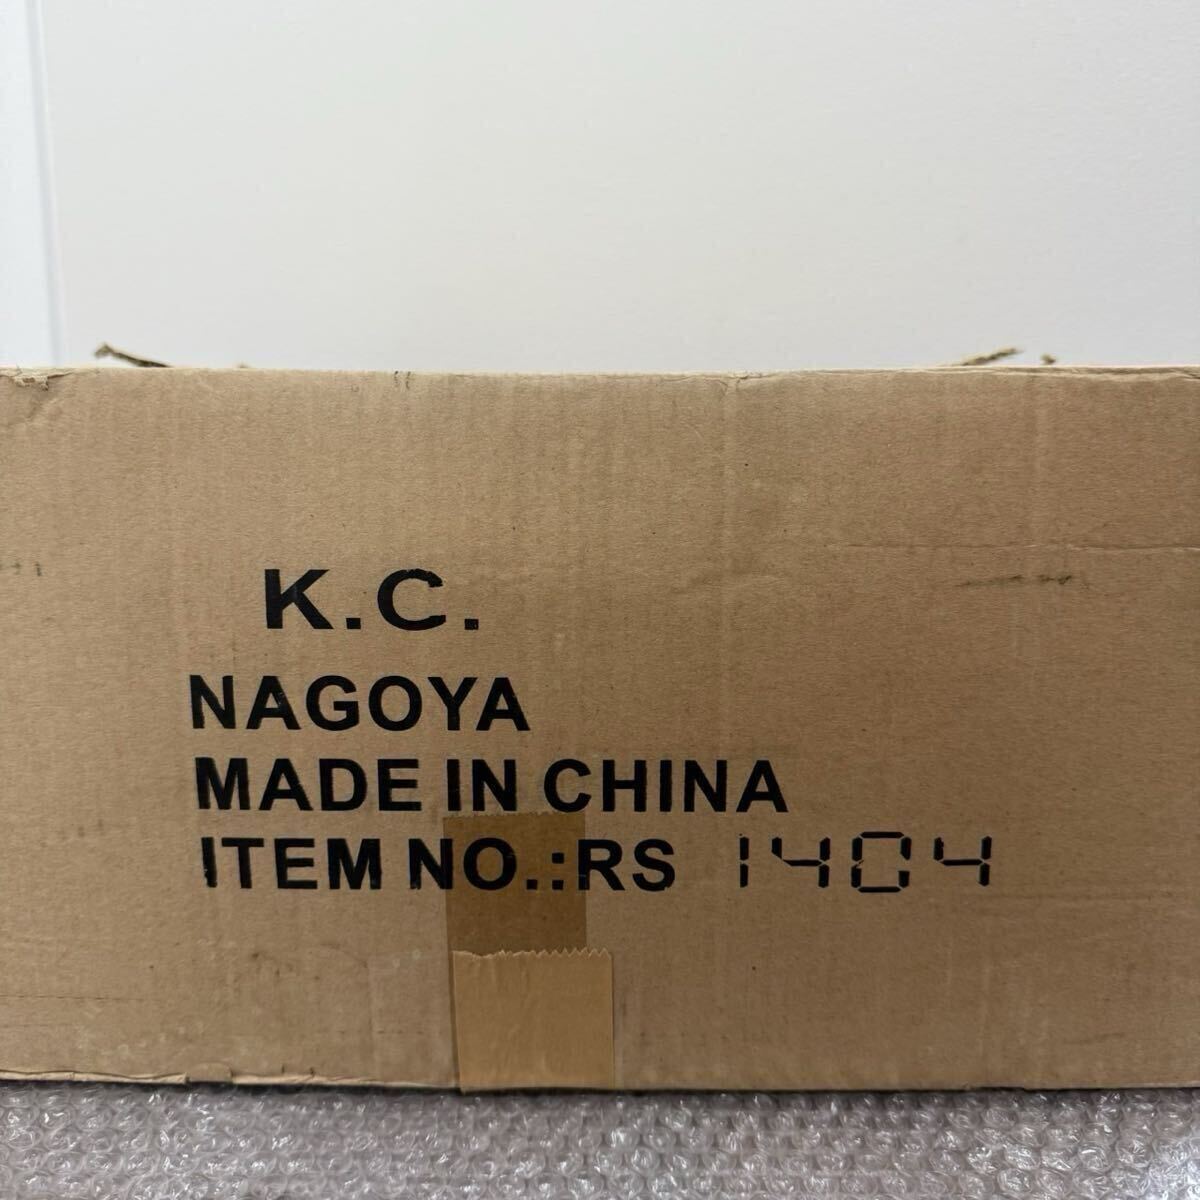 K.C.
NAGOYA
MADE IN CHINA
ITEM NO.:RS 1404